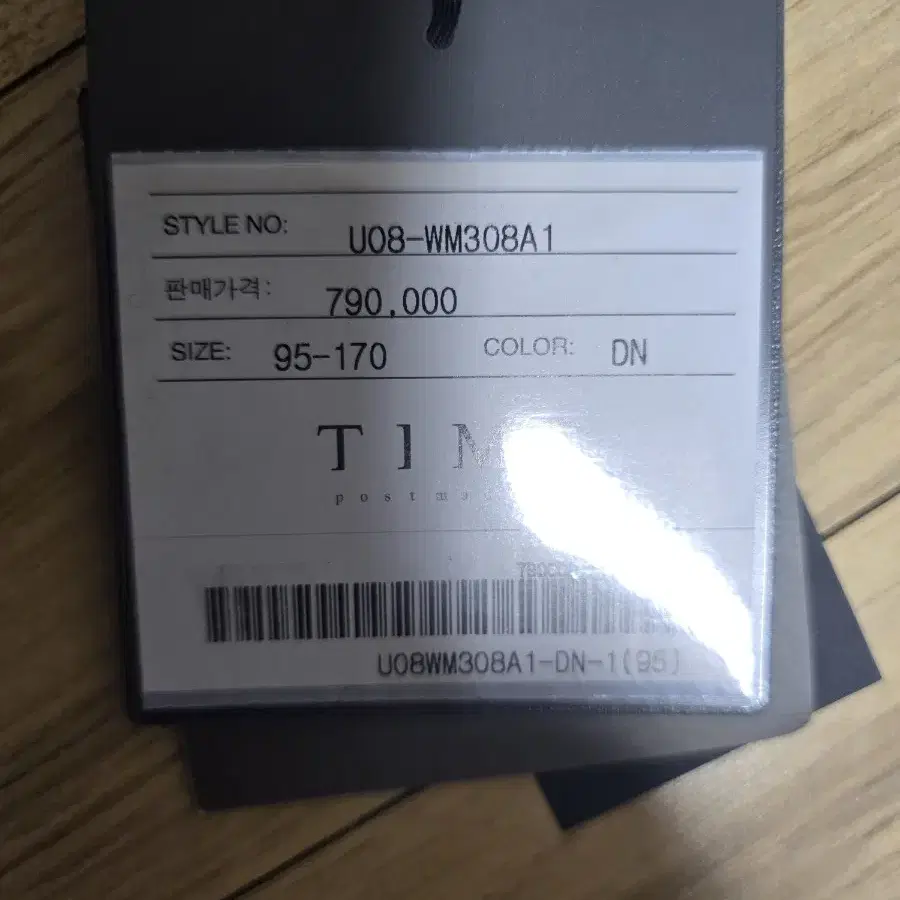 STYLE NO: U08-WM308A1
판매가격: 790,000
SIZE: 95-170 COLOR: DN
U08WM308A1-DN-1(95)